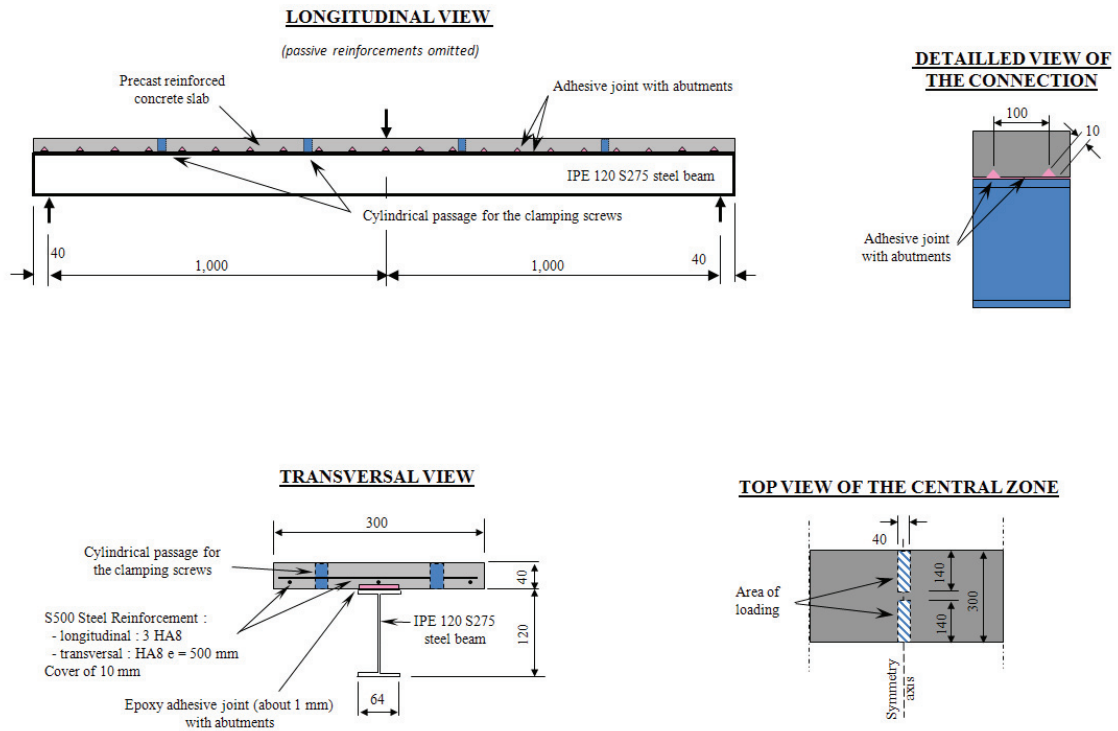 LONGITUDINAL VIEW
(passive reinforcements omitted)
Precast reinforced
concrete slab
Adhesive joint with abutments
IPE 120 S275 steel beam
Cylindrical passage for the clamping screws
40
1,000
1,000
40
DETAILLED VIEW OF
THE CONNECTION
100
10
Adhesive joint
with abutments
TRANSVERSAL VIEW
300
Cylindrical passage for
the clamping screws
40
S500 Steel Reinforcement :
- longitudinal : 3 HA8
- transversal : HA8 e = 500 mm
Cover of 10 mm
IPE 120 S275
steel beam
120
Epoxy adhesive joint (about 1 mm)
with abutments
64
TOP VIEW OF THE CENTRAL ZONE
40
Area of
loading
140
140
300
Symmetry
axis